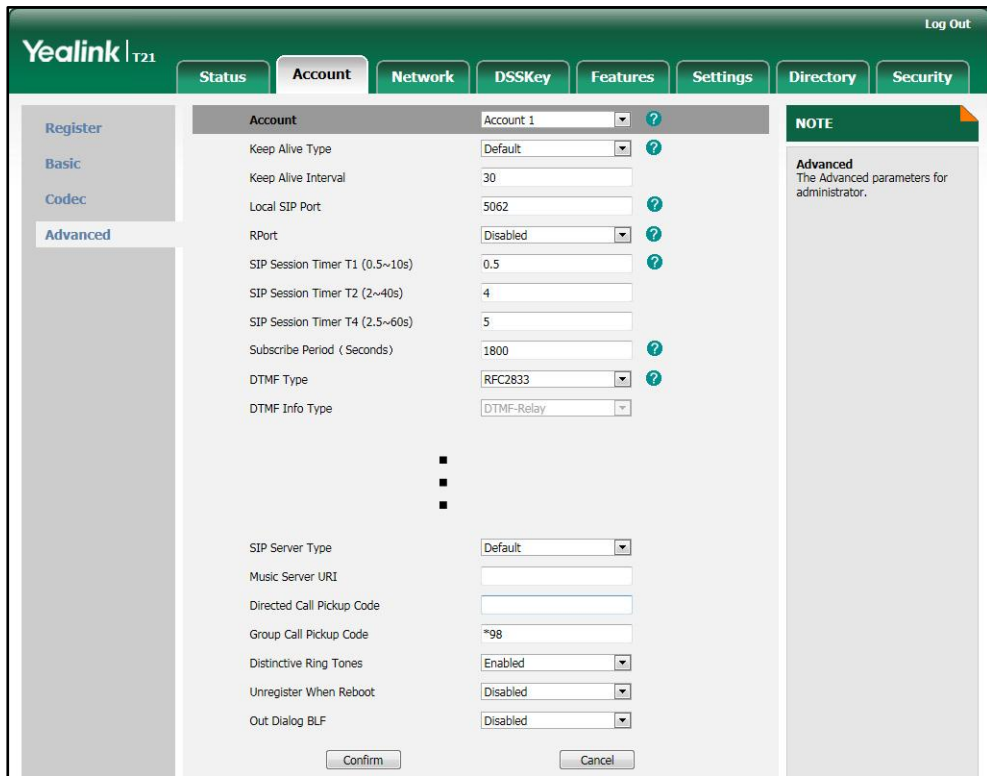 Log Out
Yealink T21
Status Account Network DSSKey Features Settings Directory Security
Register
Basic
Codec
Advanced
Account Account 1 ?
Keep Alive Type Default ?
Keep Alive Interval 30
Local SIP Port 5062 ?
RPort Disabled ?
SIP Session Timer T1 (0.5~10s) 0.5 ?
SIP Session Timer T2 (2~40s) 4
SIP Session Timer T4 (2.5~60s) 5
Subscribe Period (Seconds) 1800 ?
DTMF Type RFC2833 ?
DTMF Info Type DTMF-Relay
SIP Server Type Default
Music Server URI
Directed Call Pickup Code
Group Call Pickup Code *98
Distinctive Ring Tones Enabled
Unregister When Reboot Disabled
Out Dialog BLF Disabled
Confirm Cancel
NOTE
Advanced
The Advanced parameters for
administrator.